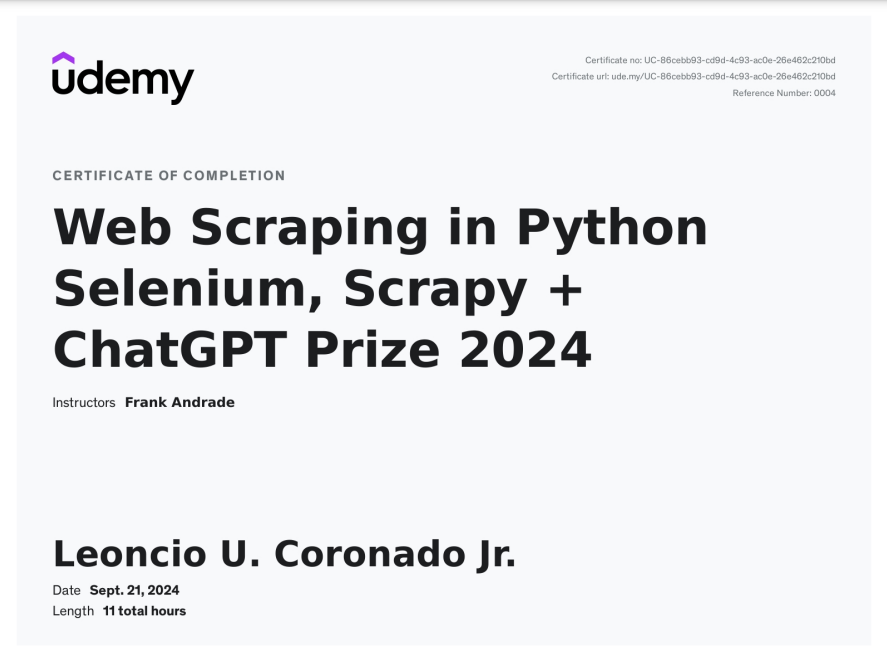 udemy
Certificate no: UC-86cebb93-cd9d-4c93-ac0e-26e462c210bd
Certificate url: ude.my/UC-86cebb93-cd9d-4c93-ac0e-26e462c210bd
Reference Number: 0004
CERTIFICATE OF COMPLETION
Web Scraping in Python
Selenium, Scrapy +
ChatGPT Prize 2024
Instructors Frank Andrade
Leoncio U. Coronado Jr.
Date Sept. 21, 2024
Length 11 total hours